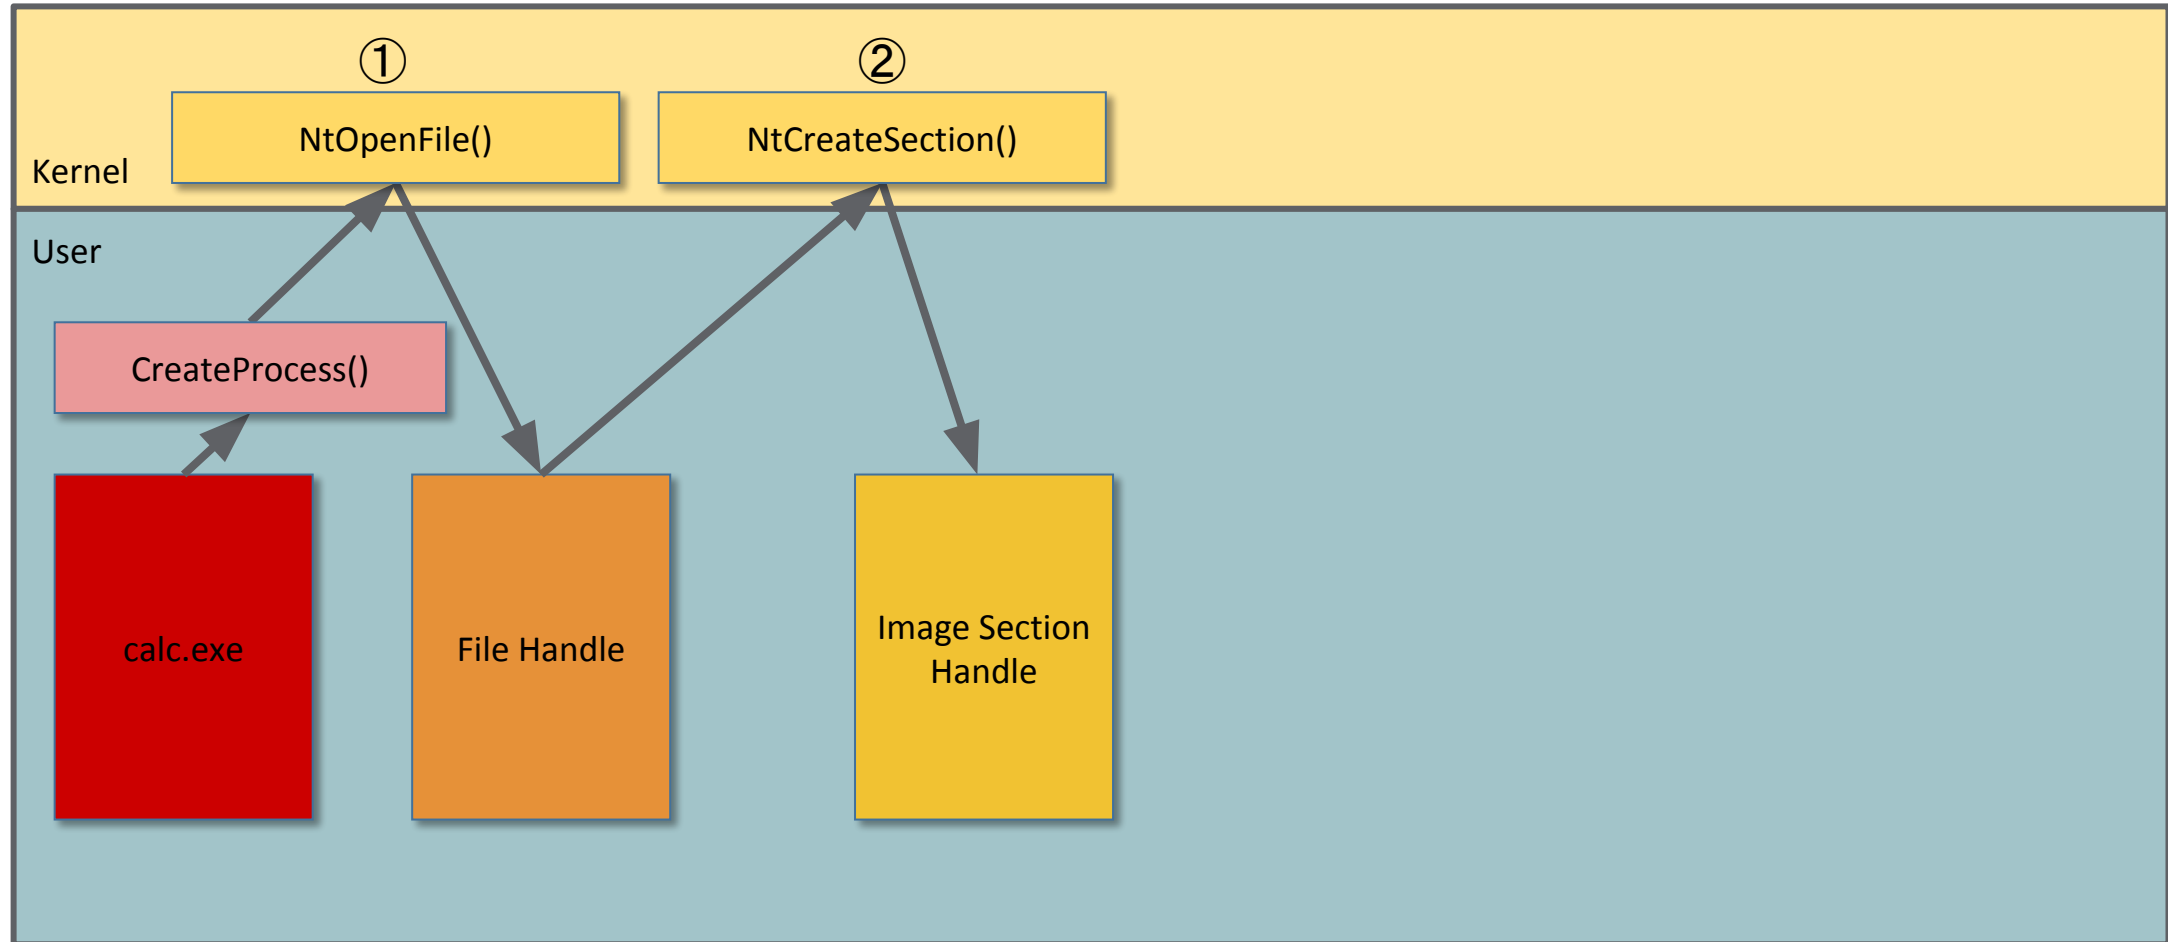 ①
②
NtOpenFile()
NtCreateSection()
Kernel
User
CreateProcess()
calc.exe
File Handle
Image Section
Handle